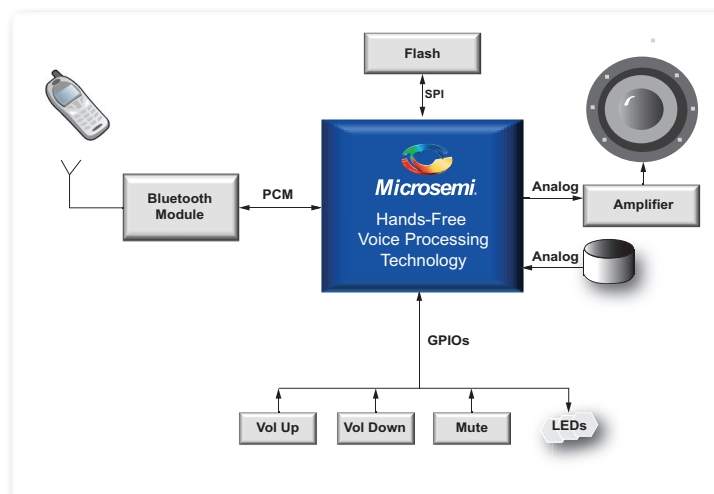 Flash
SPI
Microsemi.
Hands-Free
Voice Processing
Technology
Bluetooth
Module
PCM
Analog
Amplifier
Analog
GPIOs
Vol Up
Vol Down
Mute
LEDs